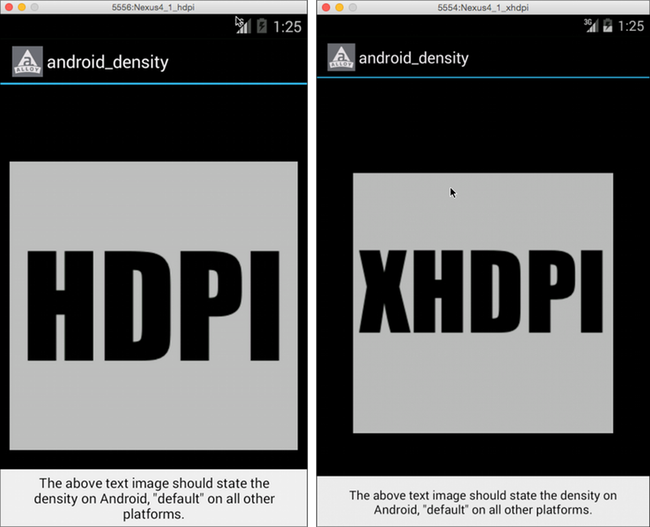 5556:Nexus4_1_hdpi
1:25
a
ALLOY
android_density
HDPI
The above text image should state the
density on Android, "default" on all other
platforms.
5554:Nexus4_1_xhdpi
3G
1:25
a
ALLOY
android_density
XHDPI
The above text image should state the density on
Android, "default" on all other platforms.